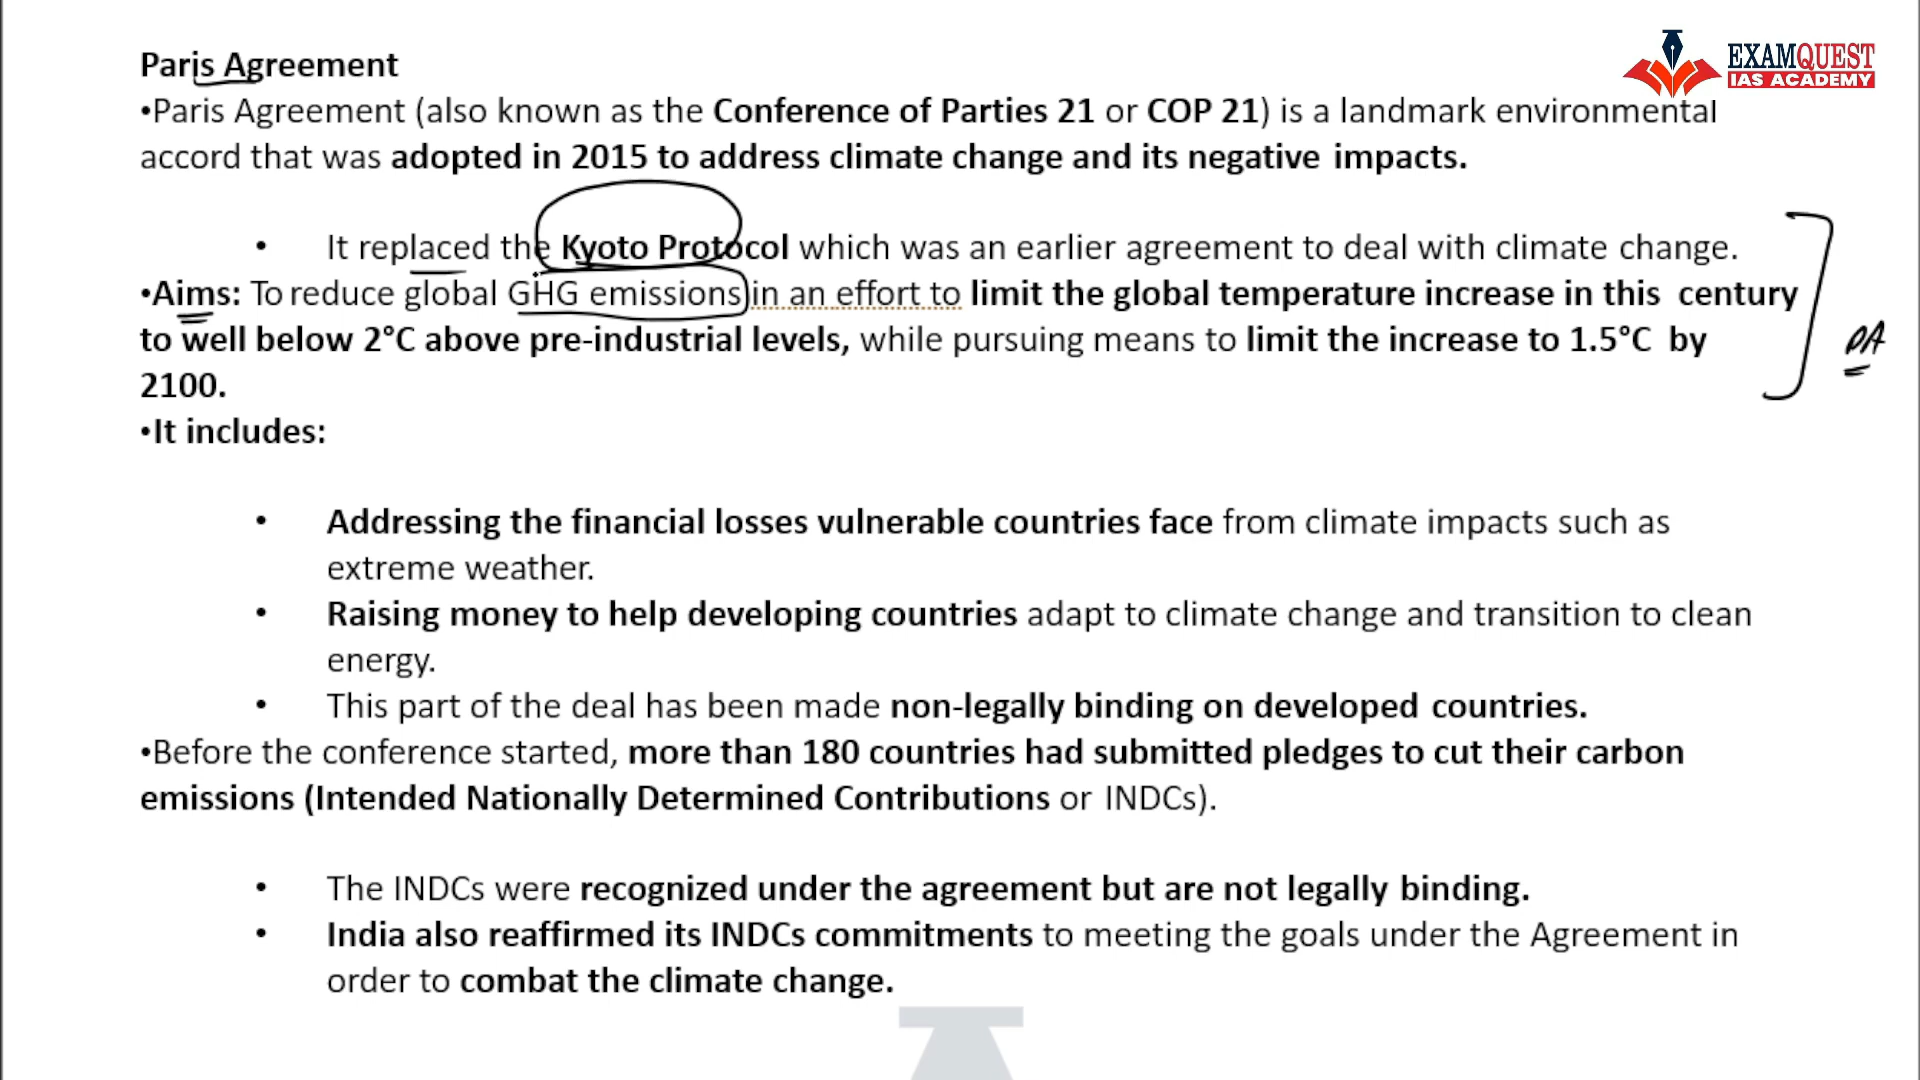 EXAMQUEST
IAS ACADEMY
Paris Agreement
•Paris Agreement (also known as the Conference of Parties 21 or COP 21) is a landmark environmental
accord that was adopted in 2015 to address climate change and its negative impacts.
• It replaced the Kyoto Protocol which was an earlier agreement to deal with climate change.
•Aims: To reduce global GHG emissions in an effort to limit the global temperature increase in this century
to well below 2°C above pre-industrial levels, while pursuing means to limit the increase to 1.5°C by
2100.
PA
•It includes:
• Addressing the financial losses vulnerable countries face from climate impacts such as
extreme weather.
• Raising money to help developing countries adapt to climate change and transition to clean
energy.
• This part of the deal has been made non-legally binding on developed countries.
•Before the conference started, more than 180 countries had submitted pledges to cut their carbon
emissions (Intended Nationally Determined Contributions or INDCs).
• The INDCs were recognized under the agreement but are not legally binding.
• India also reaffirmed its INDCs commitments to meeting the goals under the Agreement in
order to combat the climate change.